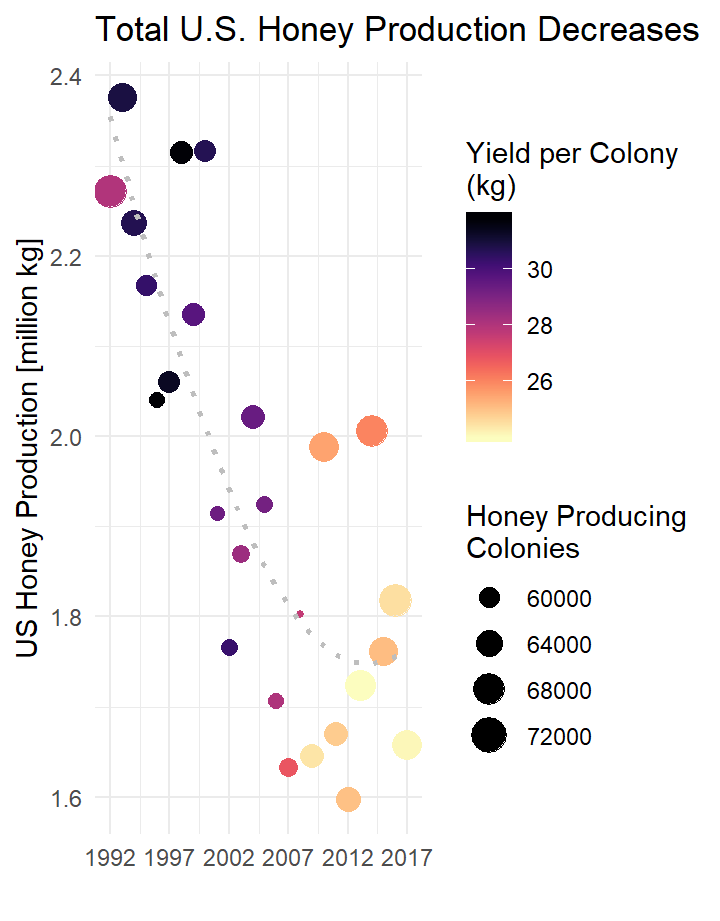 Total U.S. Honey Production Decreases
US Honey Production [million kg]
2.4
2.2
2.0
1.8
1.6
1992 1997 2002 2007 2012 2017
Yield per Colony
(kg)
30
28
26
Honey Producing
Colonies
60000
64000
68000
72000